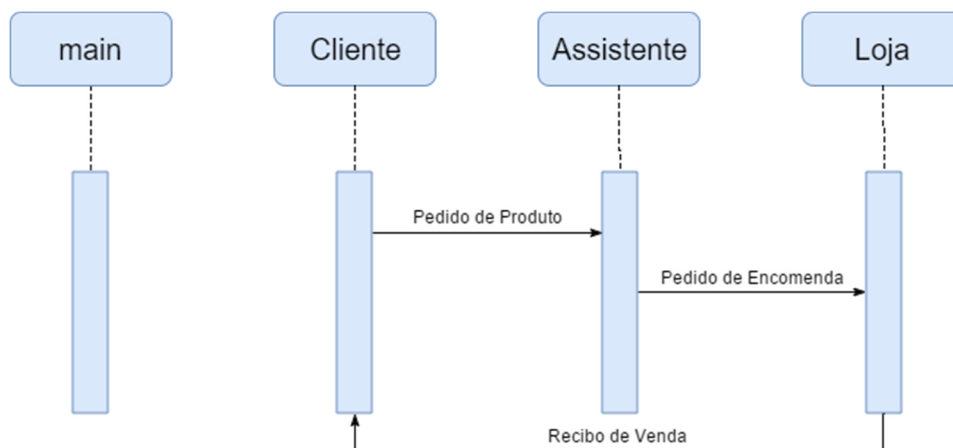 main
Cliente
Assistente
Loja
Pedido de Produto
Pedido de Encomenda
Recibo de Venda